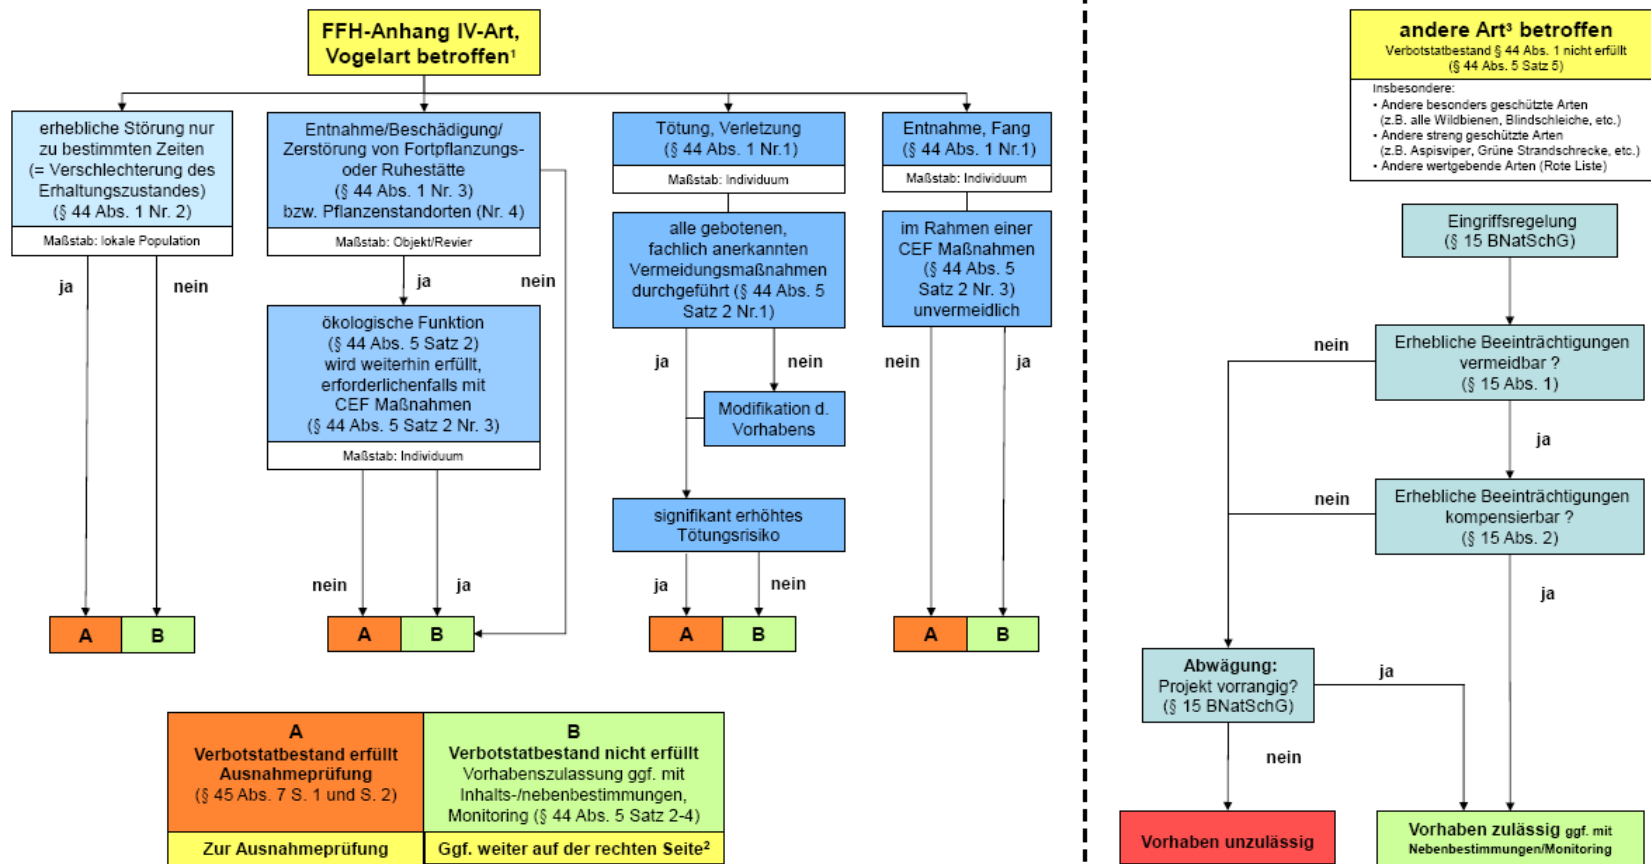 FFH-Anhang IV-Art,
Vogelart betroffen¹
erhebliche Störung nur
zu bestimmten Zeiten
(= Verschlechterung des
Erhaltungszustandes)
(§ 44 Abs. 1 Nr. 2)
Maßstab: lokale Population
ja
nein
Entnahme/Beschädigung/
Zerstörung von Fortpflanzungs-
oder Ruhestätte
(§ 44 Abs. 1 Nr. 3)
bzw. Pflanzenstandorten (Nr. 4)
Maßstab: Objekt/Revier
ja
nein
ökologische Funktion
(§ 44 Abs. 5 Satz 2)
wird weiterhin erfüllt,
erforderlichenfalls mit
CEF Maßnahmen
(§ 44 Abs. 5 Satz 2 Nr. 3)
Maßstab: Individuum
nein
ja
Tötung, Verletzung
(§ 44 Abs. 1 Nr.1)
Maßstab: Individuum
alle gebotenen,
fachlich anerkannten
Vermeidungsmaßnahmen
durchgeführt (§ 44 Abs. 5
Satz 2 Nr.1)
ja
nein
Modifikation d.
Vorhabens
signifikant erhöhtes
Tötungsrisiko
ja
nein
Entnahme, Fang
(§ 44 Abs. 1 Nr.1)
Maßstab: Individuum
im Rahmen einer
CEF Maßnahmen
(§ 44 Abs. 5
Satz 2 Nr. 3)
unvermeidlich
nein
ja
A
B
A
B
A
B
A
B
A
Verbotstatbestand erfüllt
Ausnahmeprüfung
(§ 45 Abs. 7 S. 1 und S. 2)
Zur Ausnahmeprüfung
B
Verbotstatbestand nicht erfüllt
Vorhabenszulassung ggf. mit
Inhalts-/nebenbestimmungen,
Monitoring (§ 44 Abs. 5 Satz 2-4)
Ggf. weiter auf der rechten Seite²
andere Art³ betroffen
Verbotstatbestand § 44 Abs. 1 nicht erfüllt
(§ 44 Abs. 5 Satz 5)
Insbesondere:
• Andere besonders geschützte Arten
(z.B. alle Wildbienen, Blindschleiche, etc.)
• Andere streng geschützte Arten
(z.B. Aspisviper, Grüne Strandschrecke, etc.)
• Andere wertgebende Arten (Rote Liste)
Eingriffsregelung
(§ 15 BNatSchG)
Erhebliche Beeinträchtigungen
vermeidbar ?
(§ 15 Abs. 1)
nein
ja
Erhebliche Beeinträchtigungen
kompensierbar ?
(§ 15 Abs. 2)
nein
ja
Abwägung:
Projekt vorrangig?
(§ 15 BNatSchG)
ja
nein
Vorhaben unzulässig
Vorhaben zulässig ggf. mit
Nebenbestimmungen/Monitoring